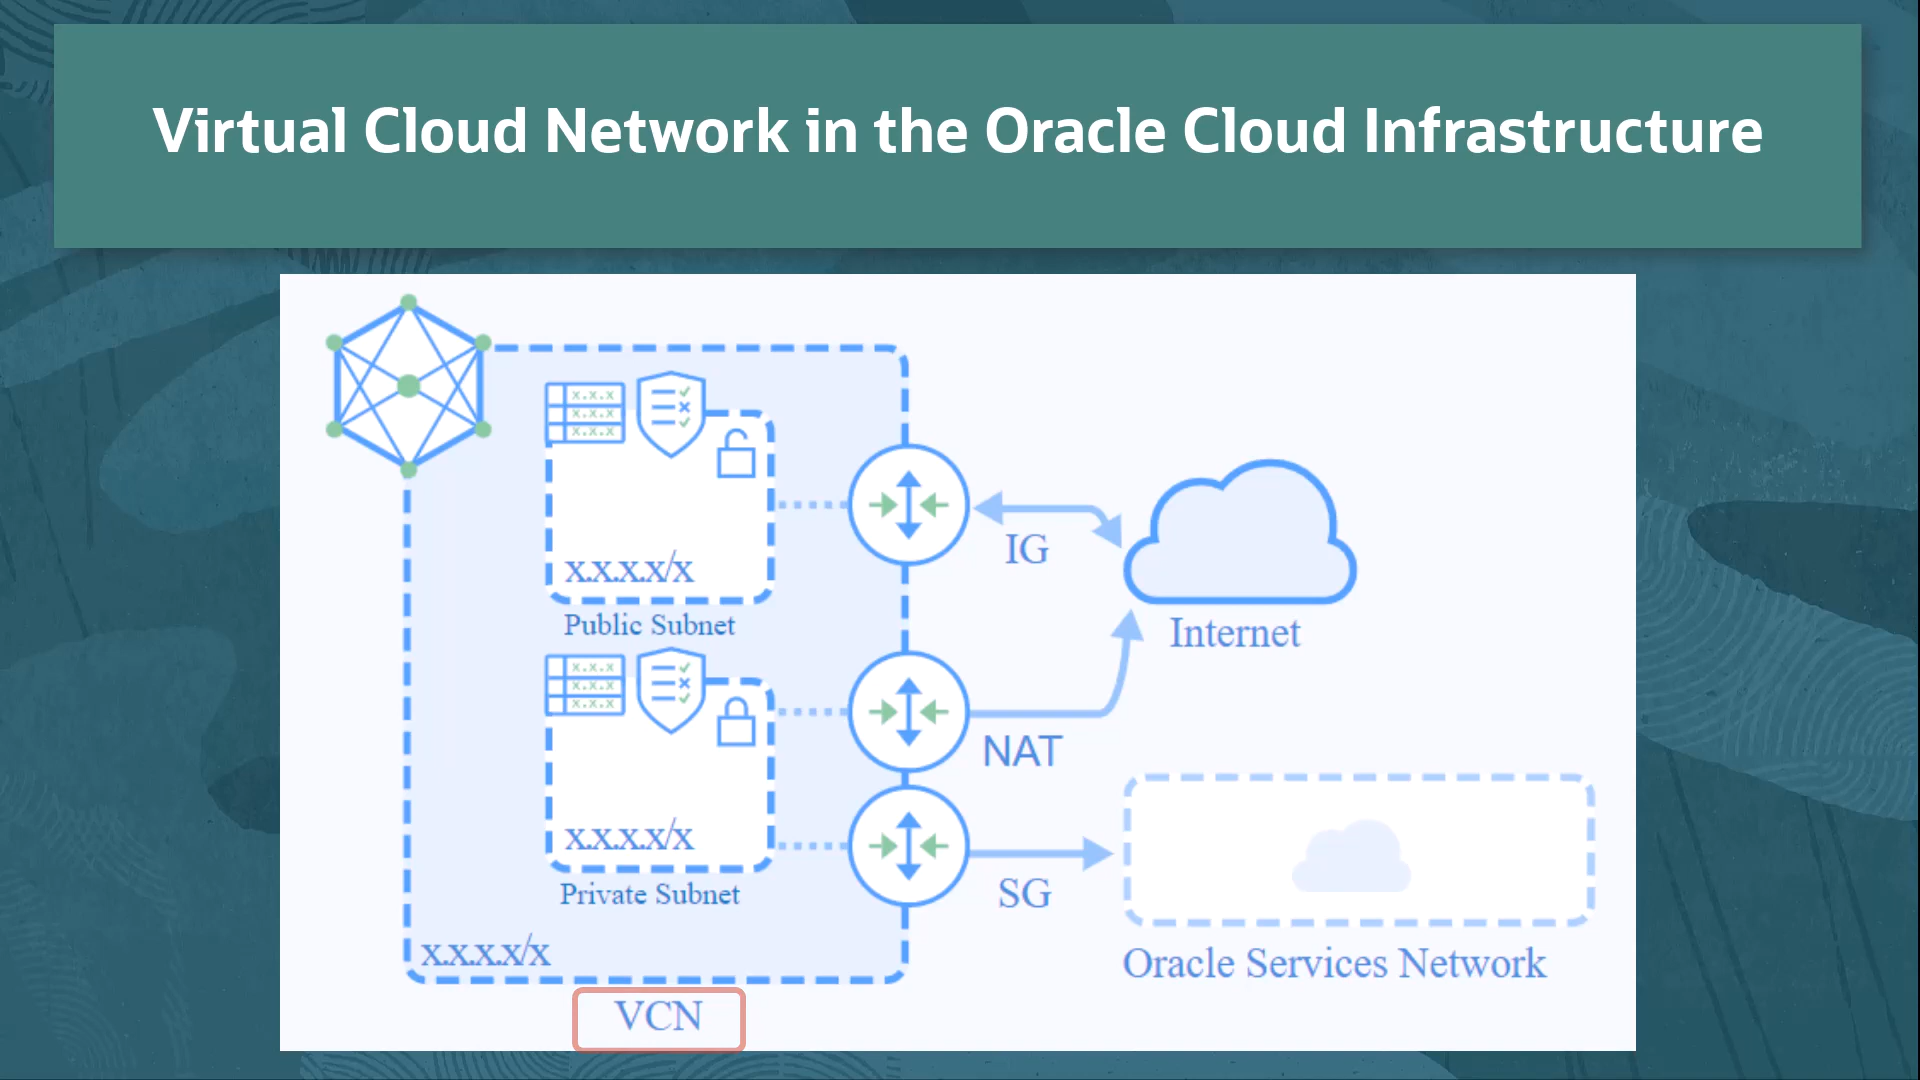 Virtual Cloud Network in the Oracle Cloud Infrastructure
x.x.x
x.x.x
x.x.x
x.x.x.x/x
Public Subnet
IG
Internet
x.x.x
x.x.x
x.x.x
x.x.x.x/x
Private Subnet
NAT
SG
Oracle Services Network
x.x.x.x/x
VCN